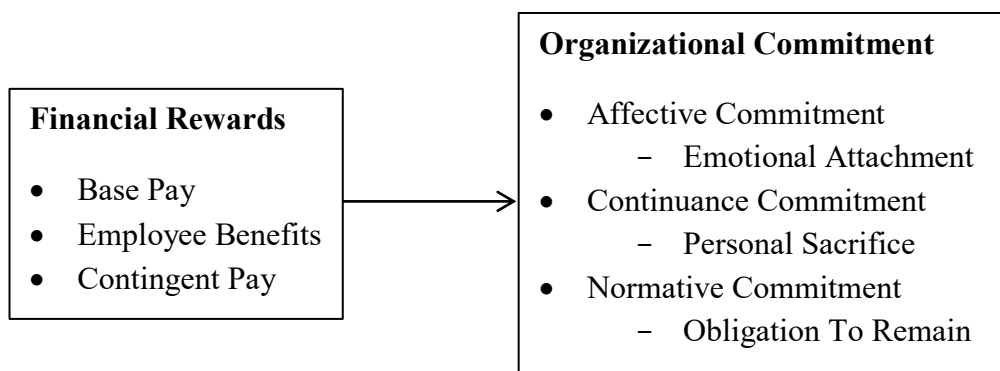 Financial Rewards
• Base Pay
• Employee Benefits
• Contingent Pay
Organizational Commitment
• Affective Commitment
– Emotional Attachment
• Continuance Commitment
– Personal Sacrifice
• Normative Commitment
– Obligation To Remain